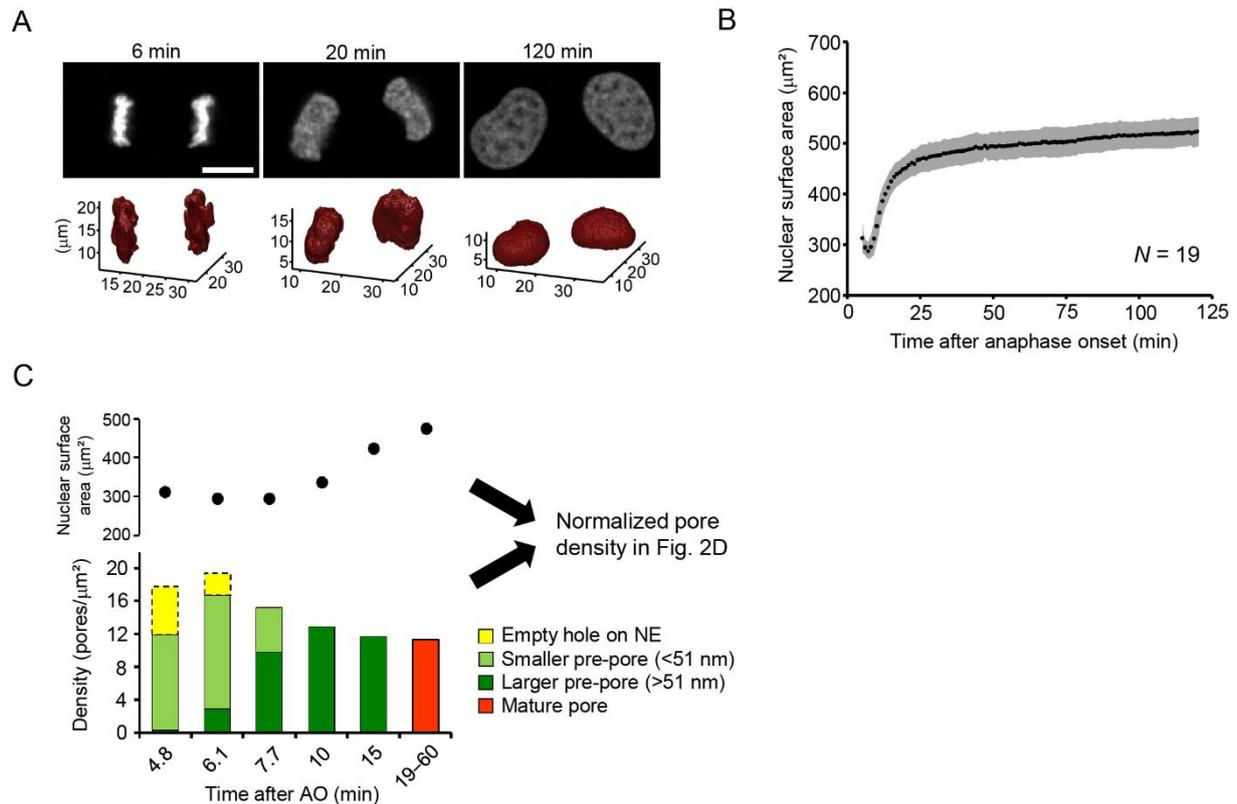 A
6 min 20 min 120 min
20
15
10
(μm)
15 20 25 30
20
30
15
10
5
10 20 30
10
20
30
10
5
10 20 30
10
20
30
B
Nuclear surface area (μm²)
700
600
500
400
300
200
N = 19
0 25 50 75 100 125
Time after anaphase onset (min)
C
Nuclear surface
area (μm²)
500
400
300
200
Normalized pore
density in Fig. 2D
Density (pores/μm²)
20
16
12
8
4
0
Empty hole on NE
Smaller pre-pore (<51 nm)
Larger pre-pore (>51 nm)
Mature pore
4.8 6.1 7.7 10 15 19–60
Time after AO (min)